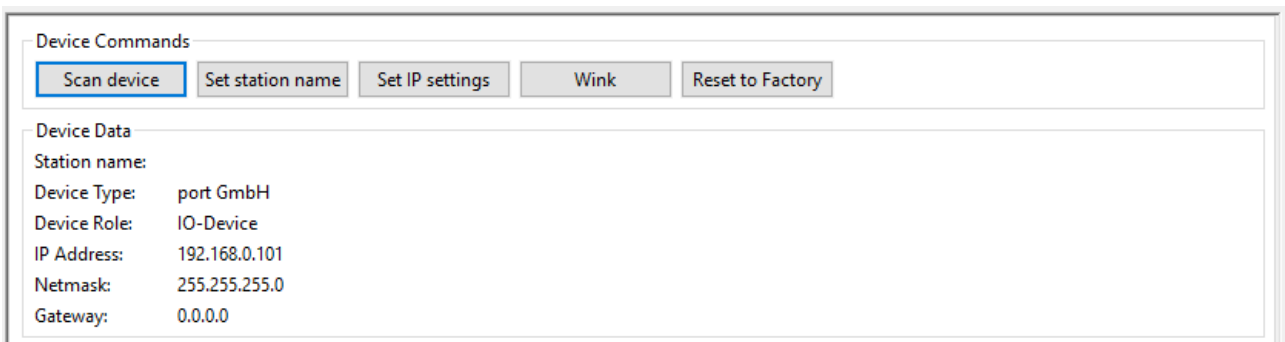 Device Commands
Scan device Set station name Set IP settings Wink Reset to Factory
Device Data
Station name:
Device Type: port GmbH
Device Role: IO-Device
IP Address: 192.168.0.101
Netmask: 255.255.255.0
Gateway: 0.0.0.0